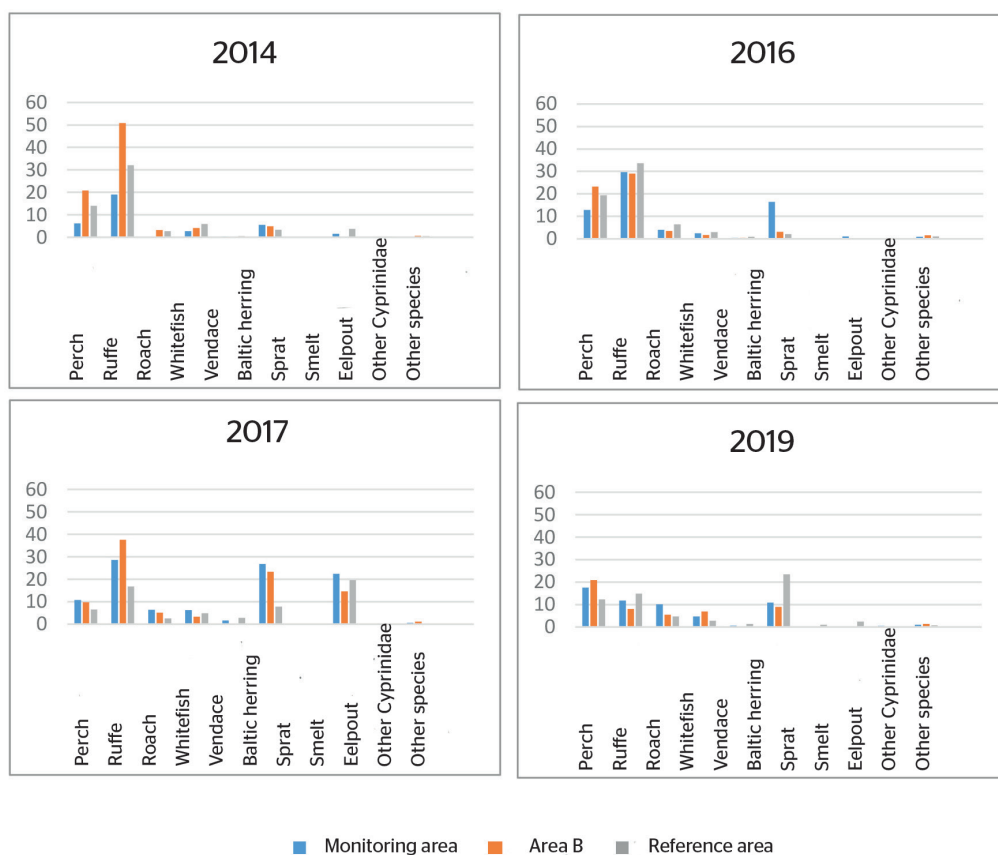 2014
60
50
40
30
20
10
0
Perch
Ruffe
Roach
Whitefish
Vendace
Baltic herring
Sprat
Smelt
Eelpout
Other Cyprinidae
Other species
2016
60
50
40
30
20
10
0
Perch
Ruffe
Roach
Whitefish
Vendace
Baltic herring
Sprat
Smelt
Eelpout
Other Cyprinidae
Other species
2017
60
50
40
30
20
10
0
Perch
Ruffe
Roach
Whitefish
Vendace
Baltic herring
Sprat
Smelt
Eelpout
Other Cyprinidae
Other species
2019
60
50
40
30
20
10
0
Perch
Ruffe
Roach
Whitefish
Vendace
Baltic herring
Sprat
Smelt
Eelpout
Other Cyprinidae
Other species
Monitoring area Area B Reference area